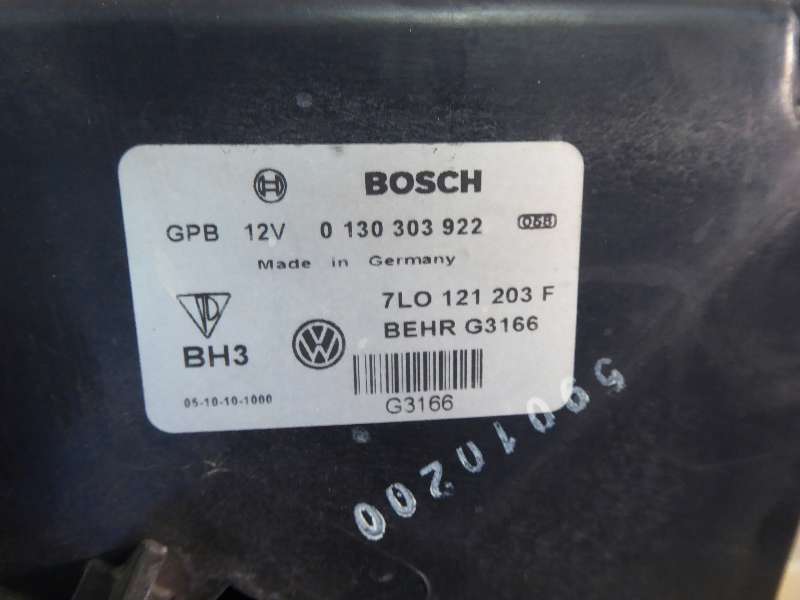 BOSCH
GPB 12V 0 130 303 922 058
Made in Germany
7LO 121 203 F
BEHR G3166
BH3
05-10-10-1000
G3166